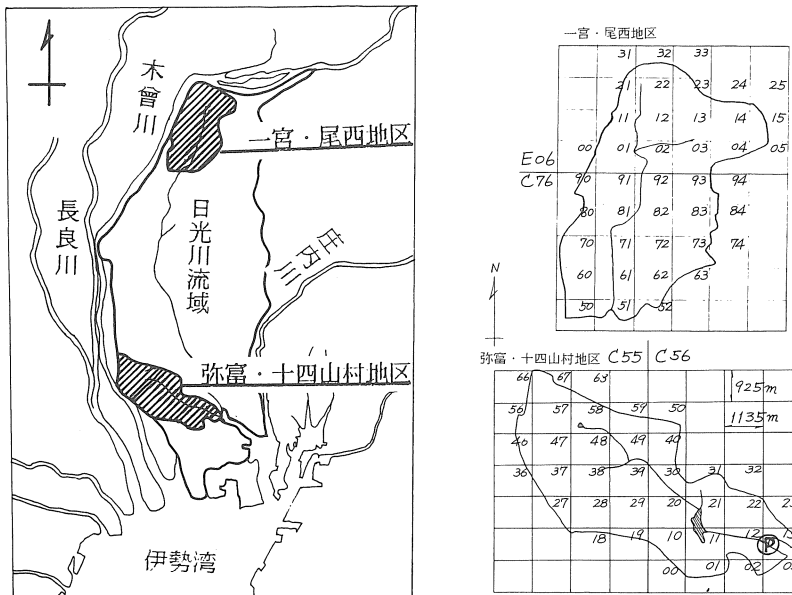 木曽川
一宮・尾西地区
長良川
日光川流域
庄内川
弥富・十四山村地区
伊勢湾
一宮・尾西地区
31 32 33
21 22 23 24 25
11 12 13 14 15
00 01 02 03 04 05
E06
C76
90 91 92 93 94
80 81 82 83 84
70 71 72 73 74
60 61 62 63
50 51 52
N
弥富・十四山村地区 C55 C56
66 67 63
925m
56 57 58 59 50
1135m
46 47 48 49 40
36 37 38 39 30 31 32
27 28 29 20 21 22
18 19 10 11 12
P
00 01 02